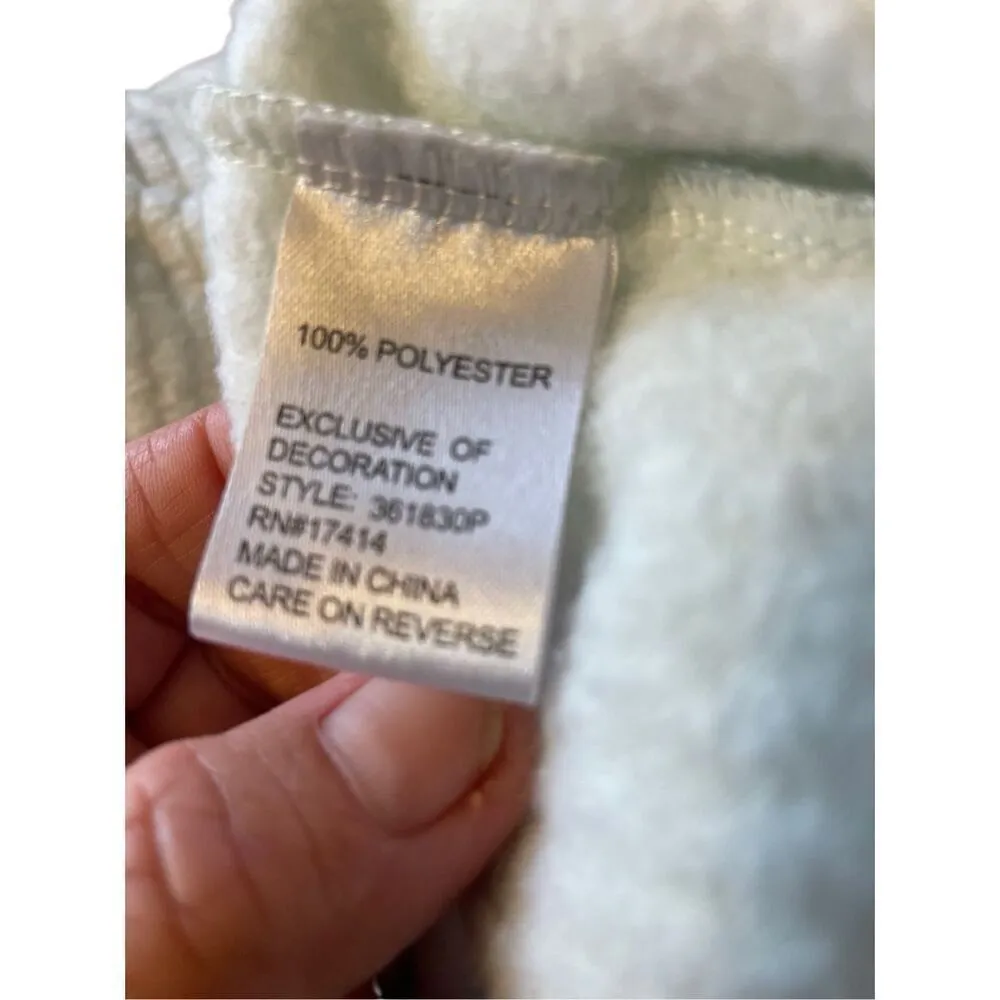 100% POLYESTER
EXCLUSIVE OF
DECORATION
STYLE: 361830P
RN#17414
MADE IN CHINA
CARE ON REVERSE